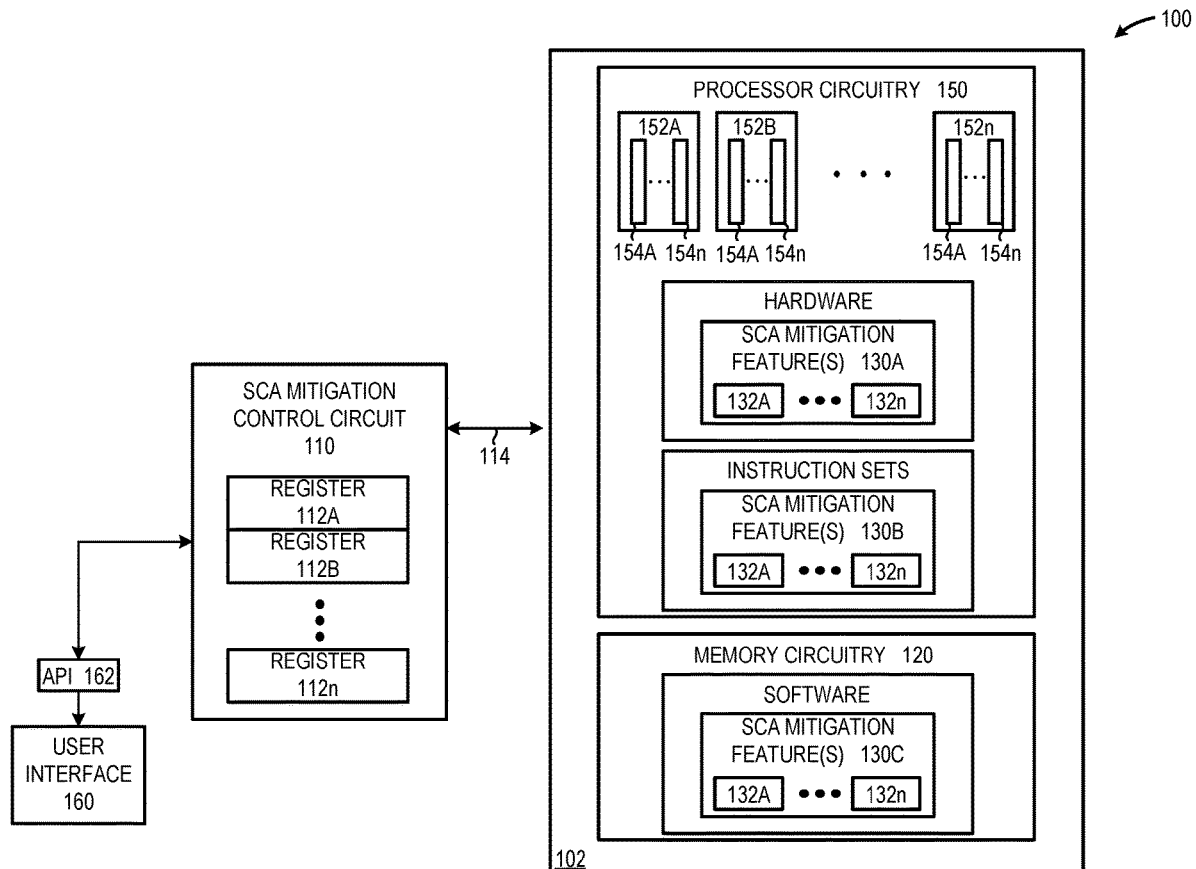 100
PROCESSOR CIRCUITRY 150
152A 152B 152n
154A 154n 154A 154n 154A 154n
HARDWARE
SCA MITIGATION
FEATURE(S) 130A
132A 132n
INSTRUCTION SETS
SCA MITIGATION
FEATURE(S) 130B
132A 132n
MEMORY CIRCUITRY 120
SOFTWARE
SCA MITIGATION
FEATURE(S) 130C
132A 132n
102
114
SCA MITIGATION
CONTROL CIRCUIT
110
REGISTER
112A
REGISTER
112B
REGISTER
112n
API 162
USER
INTERFACE
160